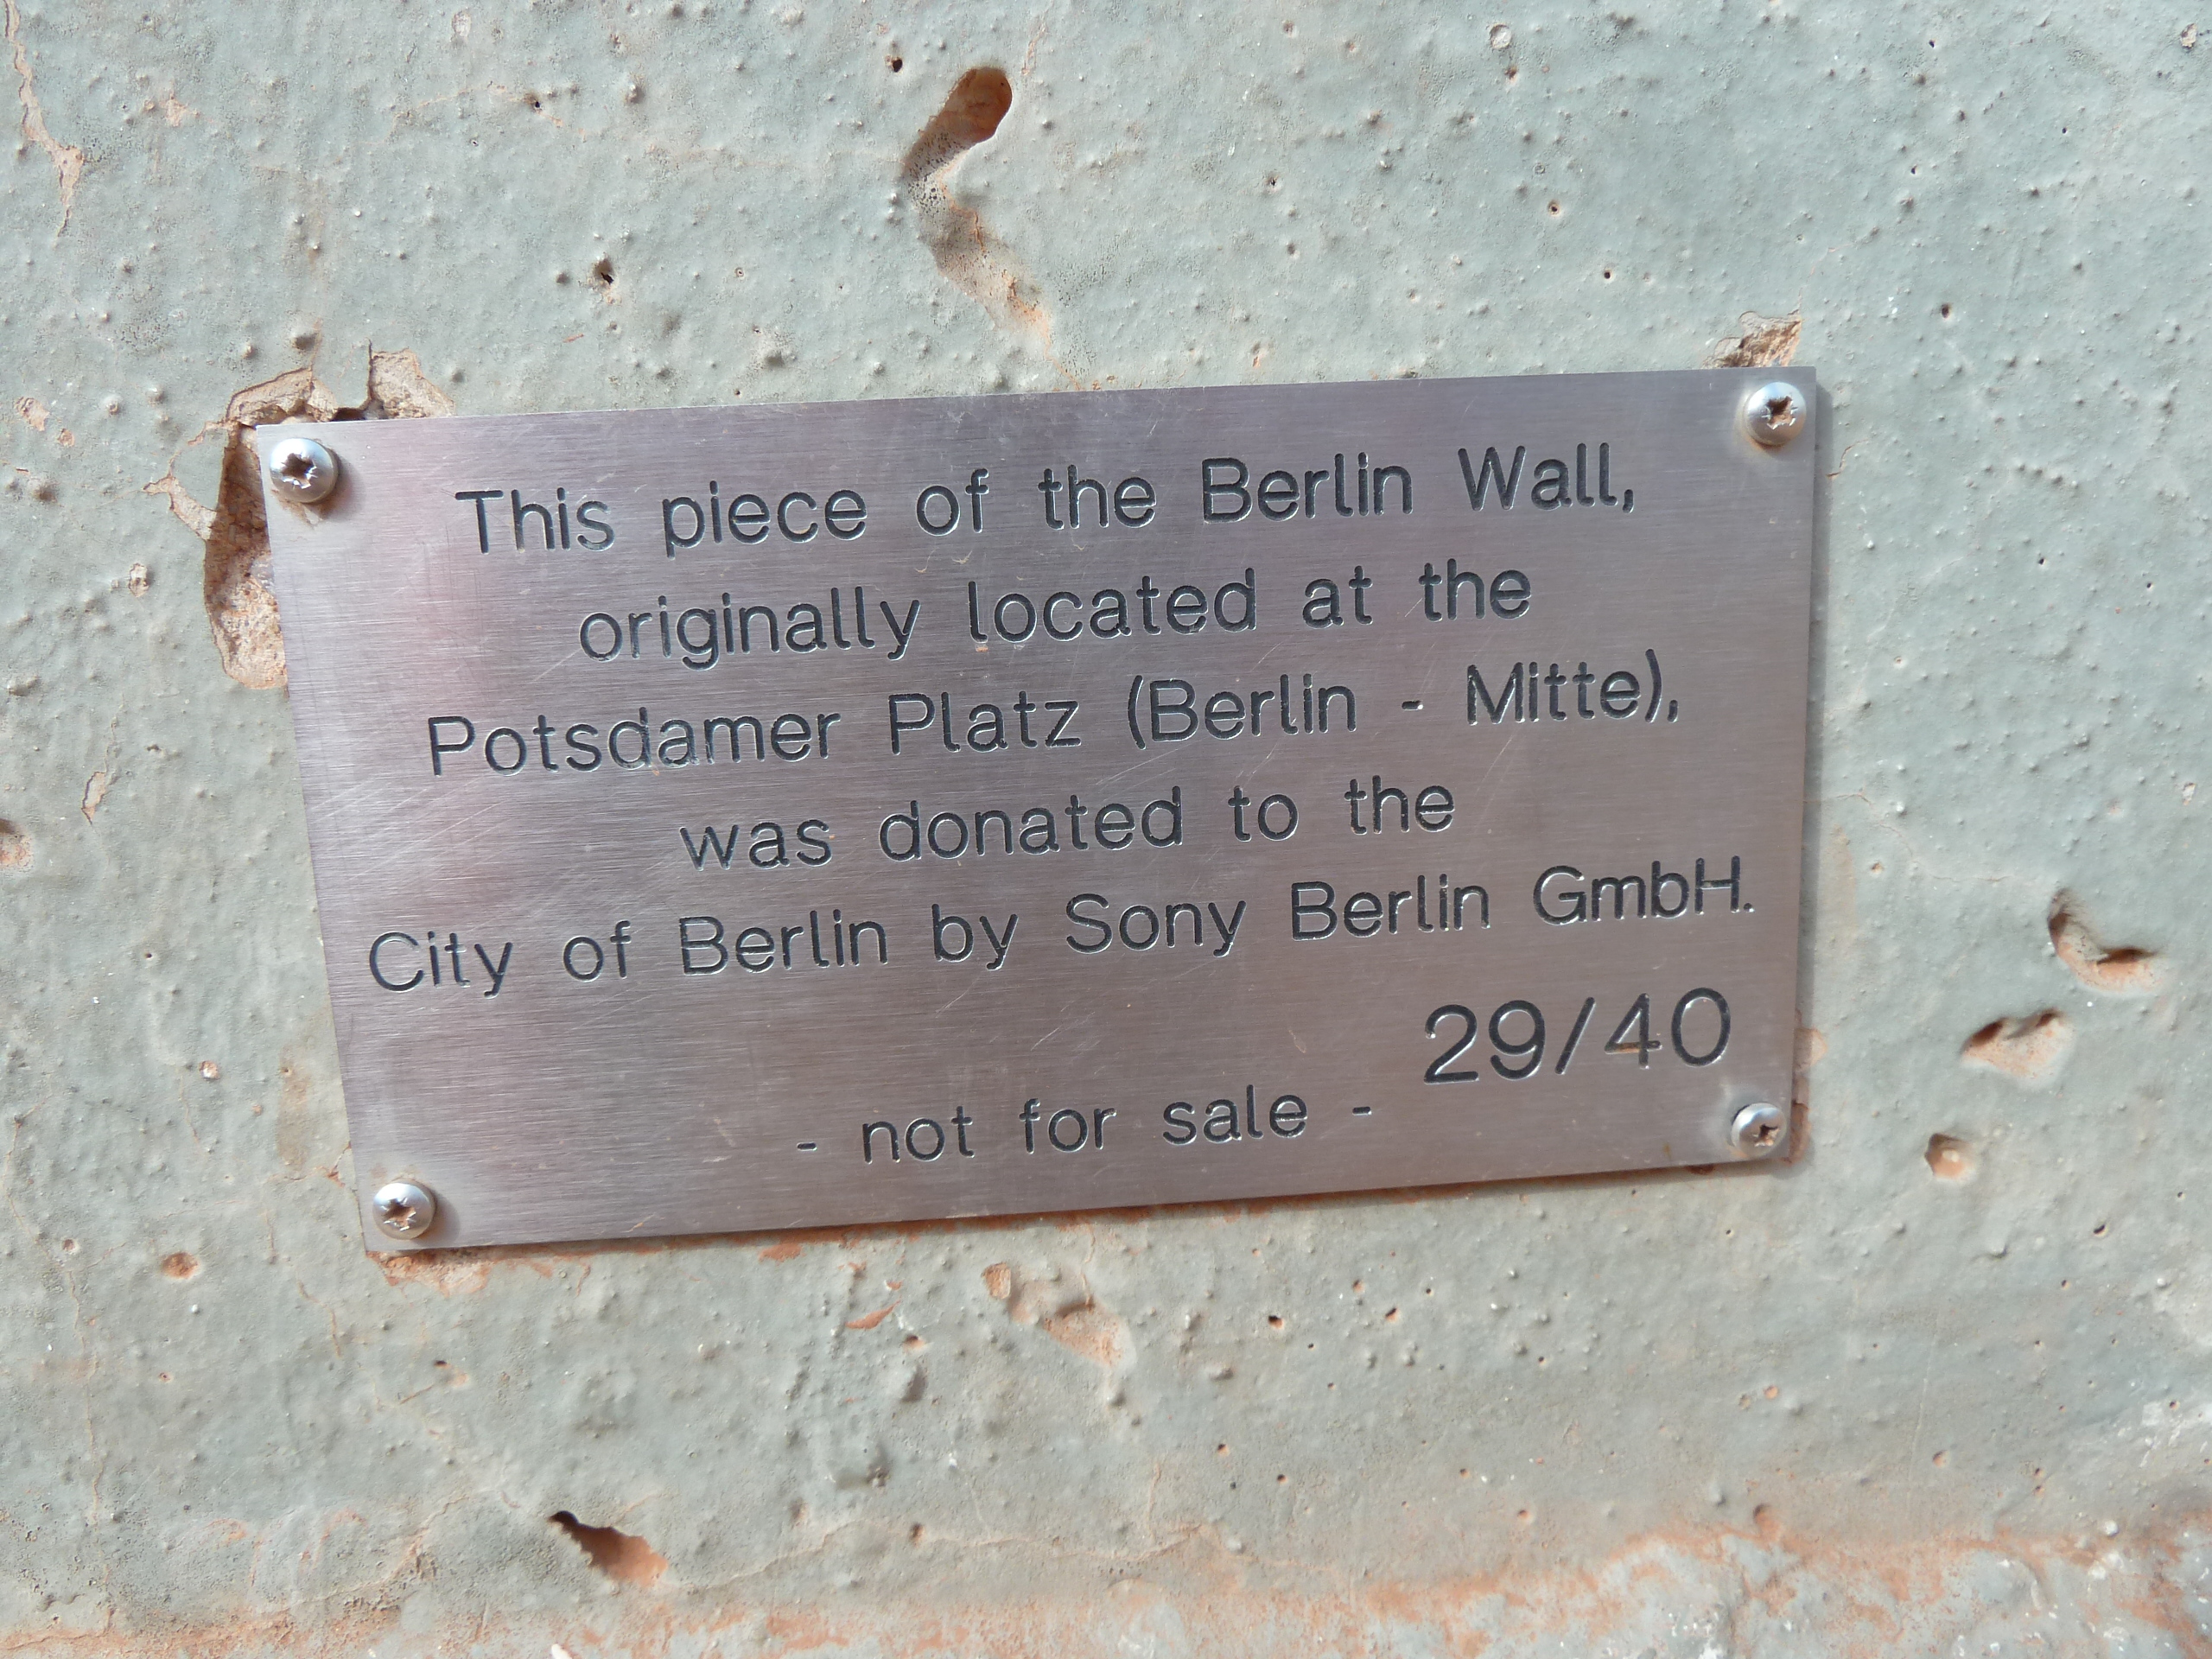 This piece of the Berlin Wall,
originally located at the
Potsdamer Platz (Berlin - Mitte),
was donated to the
City of Berlin by Sony Berlin GmbH.
29/40
- not for sale -